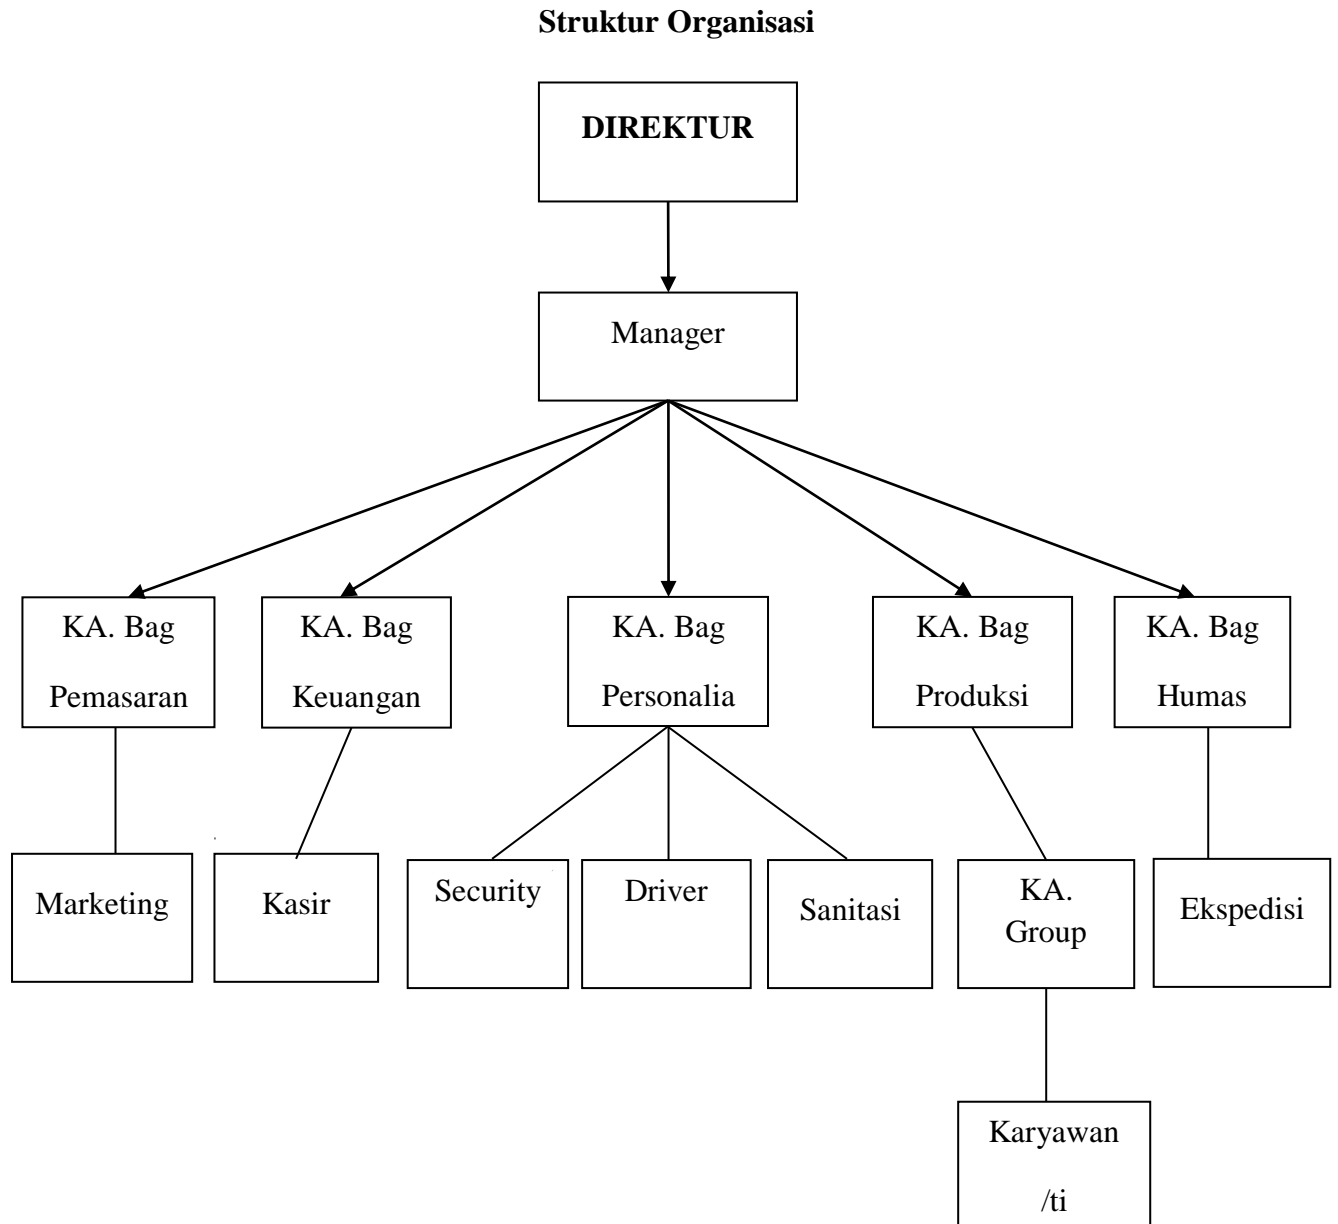 Struktur Organisasi
DIREKTUR
Manager
KA. Bag
Pemasaran
KA. Bag
Keuangan
KA. Bag
Personalia
KA. Bag
Produksi
KA. Bag
Humas
Marketing
Kasir
Security
Driver
Sanitasi
KA.
Group
Ekspedisi
Karyawan
/ti